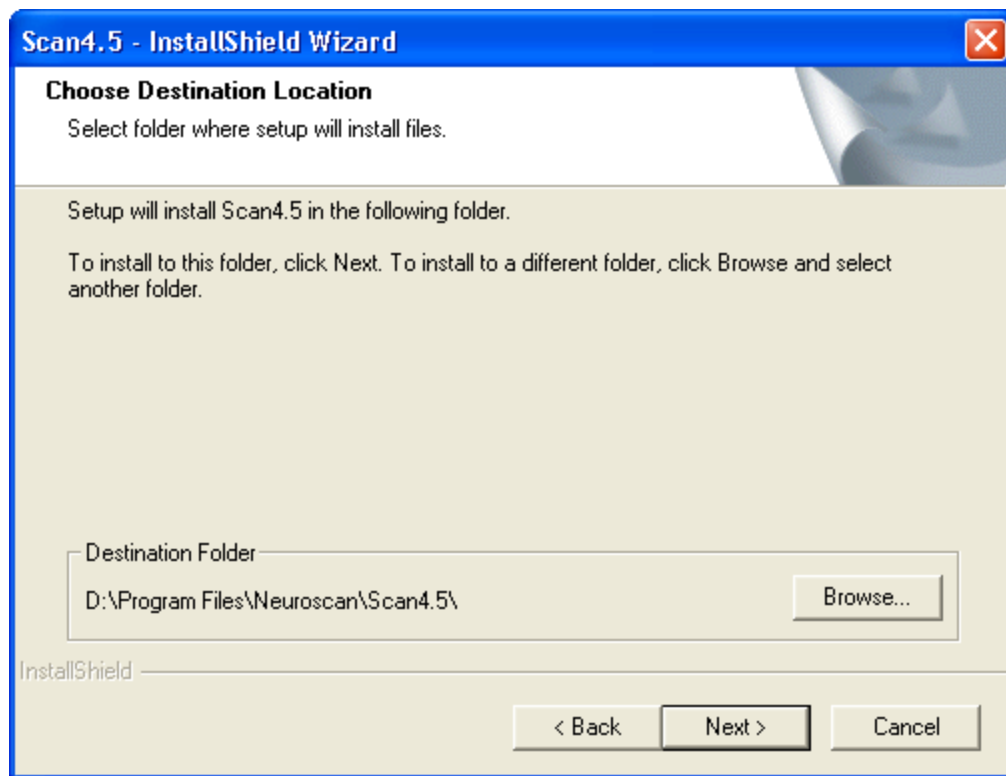 Scan4.5 - InstallShield Wizard
Choose Destination Location
Select folder where setup will install files.
Setup will install Scan4.5 in the following folder.
To install to this folder, click Next. To install to a different folder, click Browse and select
another folder.
Destination Folder
D:\Program Files\Neuroscan\Scan4.5\
Browse...
InstallShield
< Back
Next >
Cancel